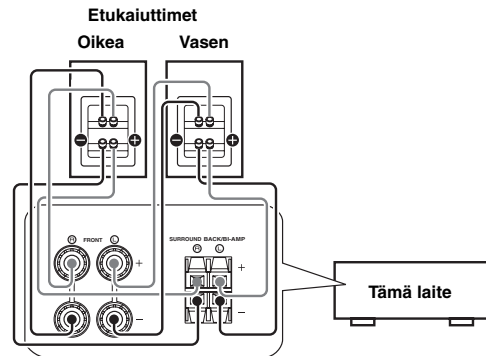 Etukaiuttimet
Oikea Vasen
− + − +
R FRONT L SURROUND BACK/BI-AMP
R L
+ +
− −
Tämä laite